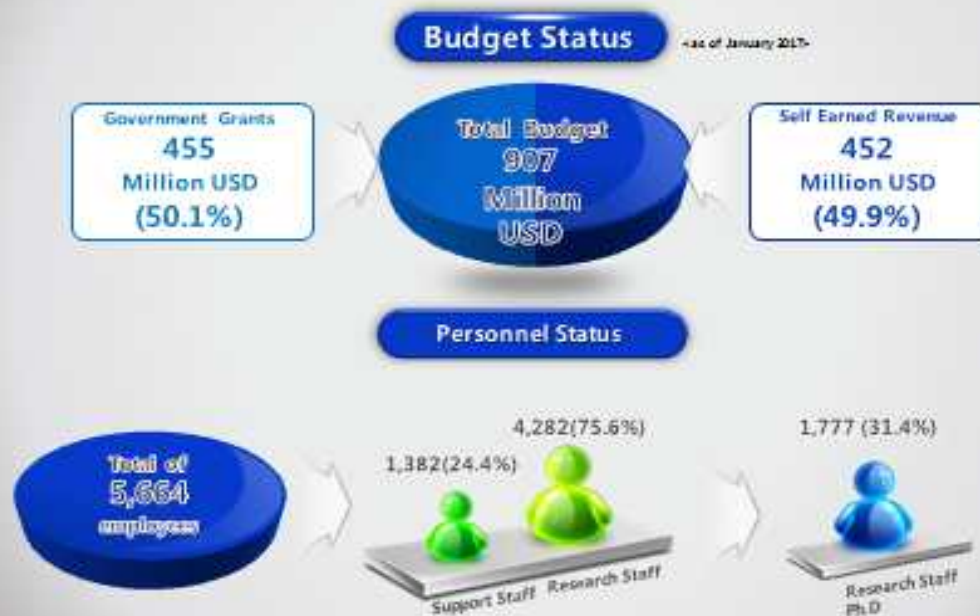 Budget Status
<as of January 2017>
Government Grants
455
Million USD
(50.1%)
Total Budget
907
Million
USD
Self Earned Revenue
452
Million USD
(49.9%)
Personnel Status
Total of
5,664
employees
1,382(24.4%)
4,282(75.6%)
Support Staff
Research Staff
1,777 (31.4%)
Research Staff
Ph.D